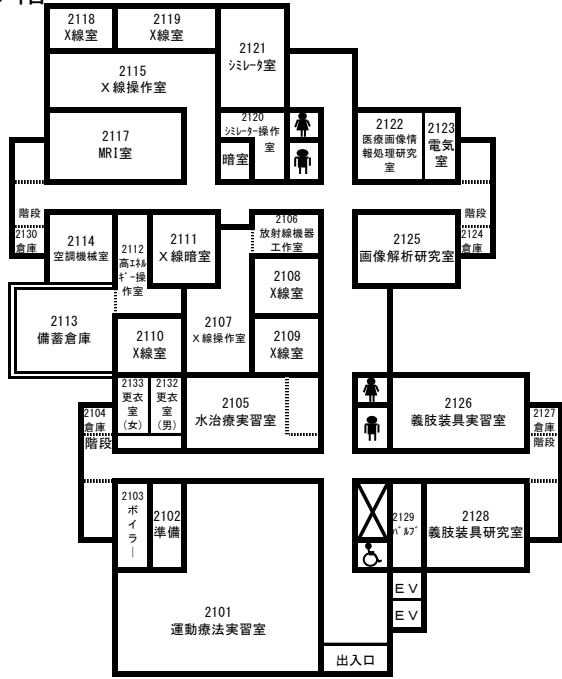 2118
X線室
2119
X線室
2121
シミレータ室
2115
X線操作室
2117
MRI室
2120
シミレーター操作
室
暗室
2122
医療画像情
報処理研究
室
2123
電気
室
階段
2130
倉庫
2114
空調機械室
2112
高エネル
ギー操
作室
2111
X線暗室
2106
放射線機器
工作室
2125
画像解析研究室
階段
2124
倉庫
2108
X線室
2113
備蓄倉庫
2110
X線室
2107
X線操作室
2109
X線室
2133
更衣
室
(女)
2132
更衣
室
(男)
2105
水治療実習室
2104
倉庫
階段
2126
義肢装具実習室
2127
倉庫
階段
2103
ボ
イ
ラ
ー
2102
準備
2129
バルブ
2128
義肢装具研究室
2101
運動療法実習室
EV
EV
出入口